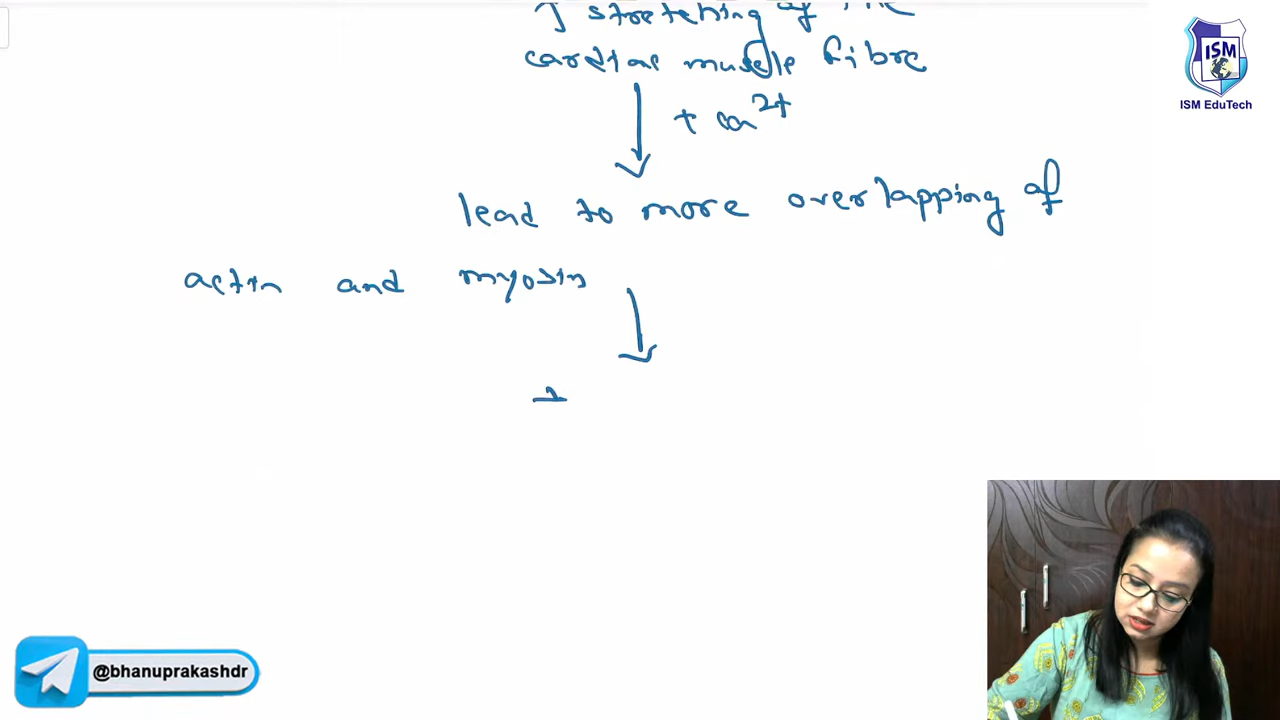 ↑ stretching of the
cardiac muscle fibre
+ ca²⁺
lead to more overlapping of
actin and myosin
ISM
ISM EduTech
@bhanuprakashdr